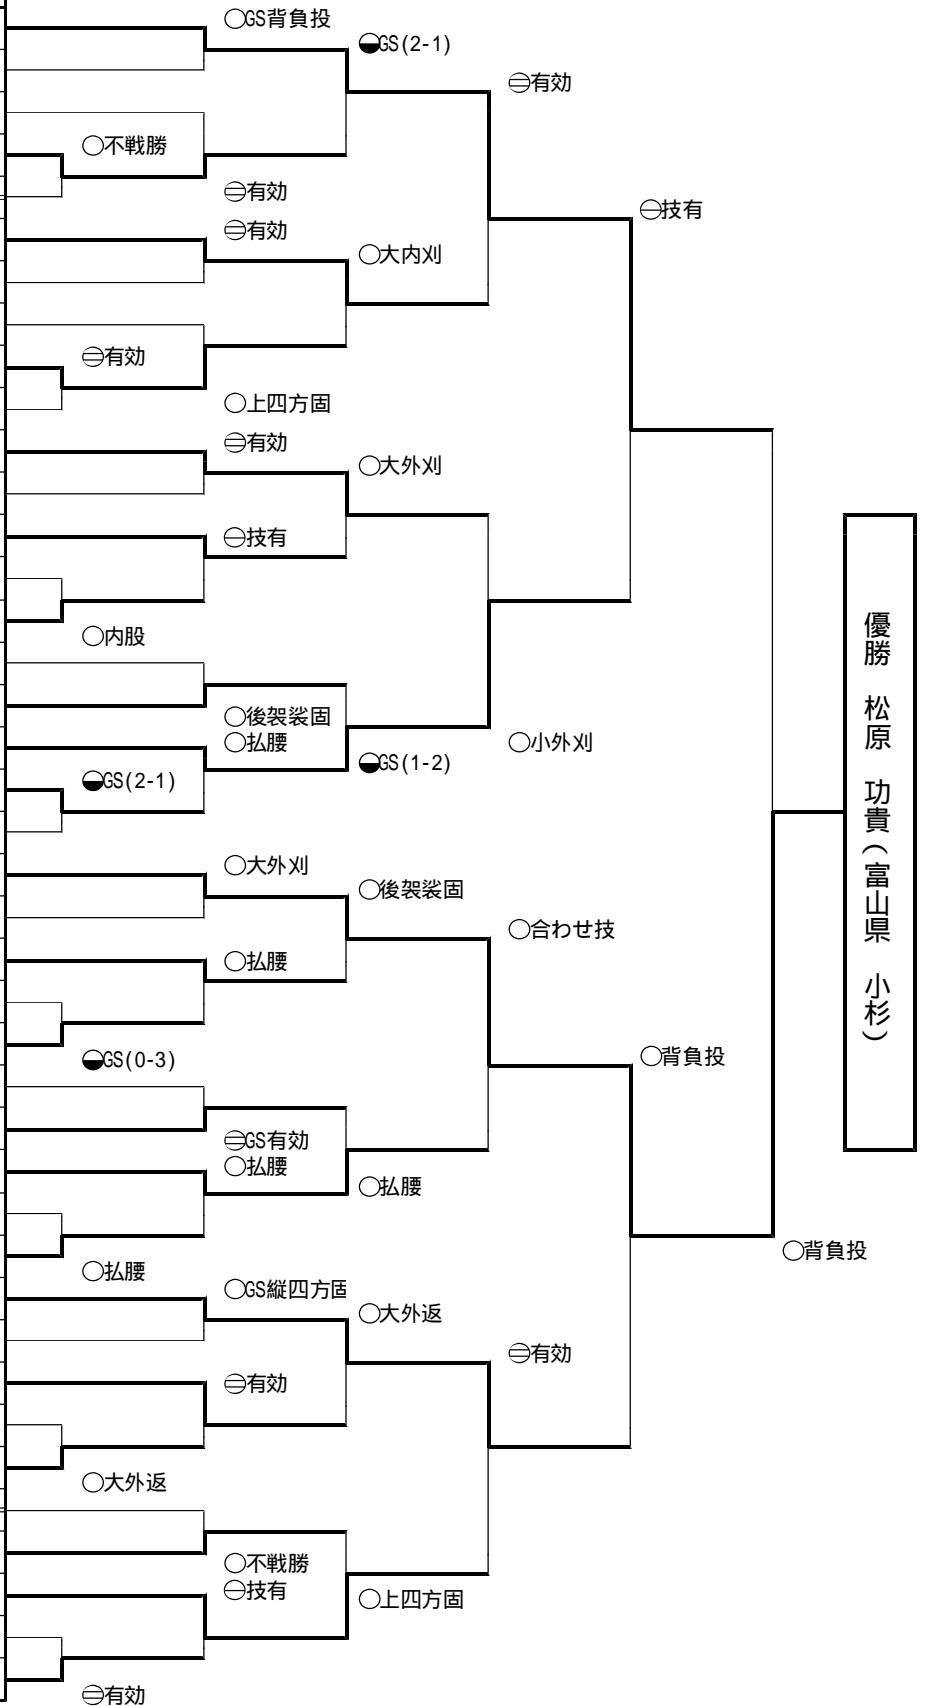 ○GS背負投
◒GS(2-1)
⊖有効
○不戦勝
⊖有効
⊖技有
⊖有効
○大内刈
⊖有効
○上四方固
⊖有効
○大外刈
⊖技有
○内股
○後袈裟固
○払腰
○小外刈
◒GS(1-2)
◒GS(2-1)
○大外刈
○後袈裟固
○合わせ技
○払腰
◒GS(0-3)
○背負投
⊖GS有効
○払腰
○払腰
○背負投
○払腰
○GS縦四方固
○大外返
⊖有効
⊖有効
○大外返
○不戦勝
⊖技有
○上四方固
⊖有効
優勝　松原　功貴(富山県　小杉)